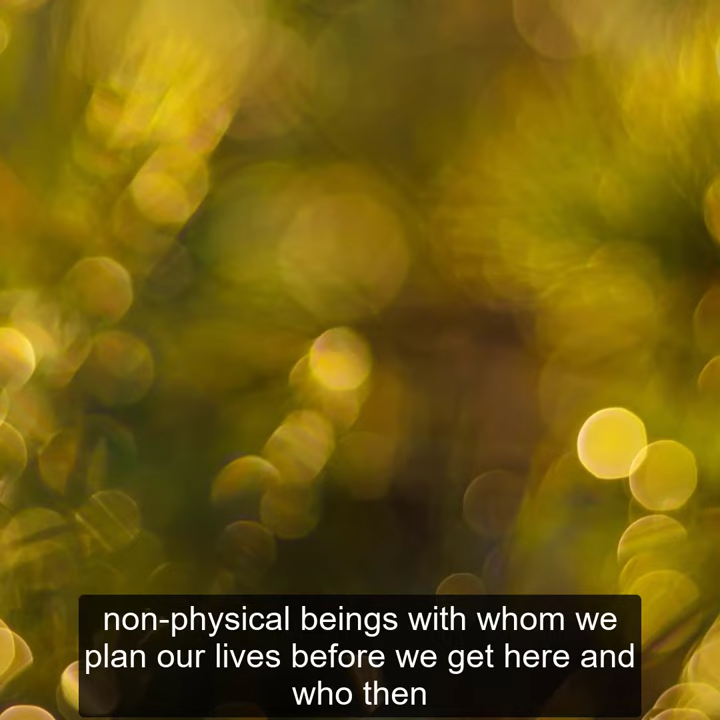 non-physical beings with whom we
plan our lives before we get here and
who then